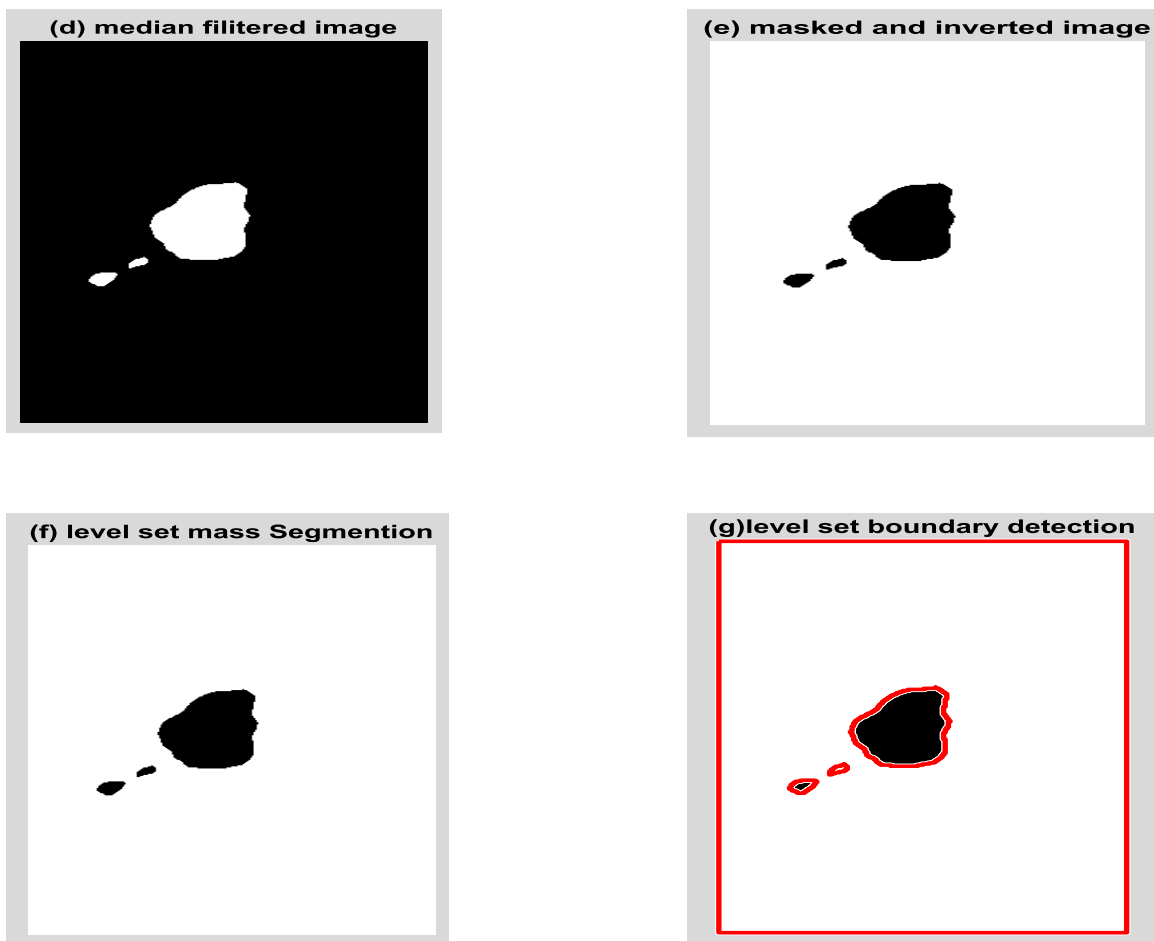 (d) median filitered image
(e) masked and inverted image
(f) level set mass Segmention
(g)level set boundary detection